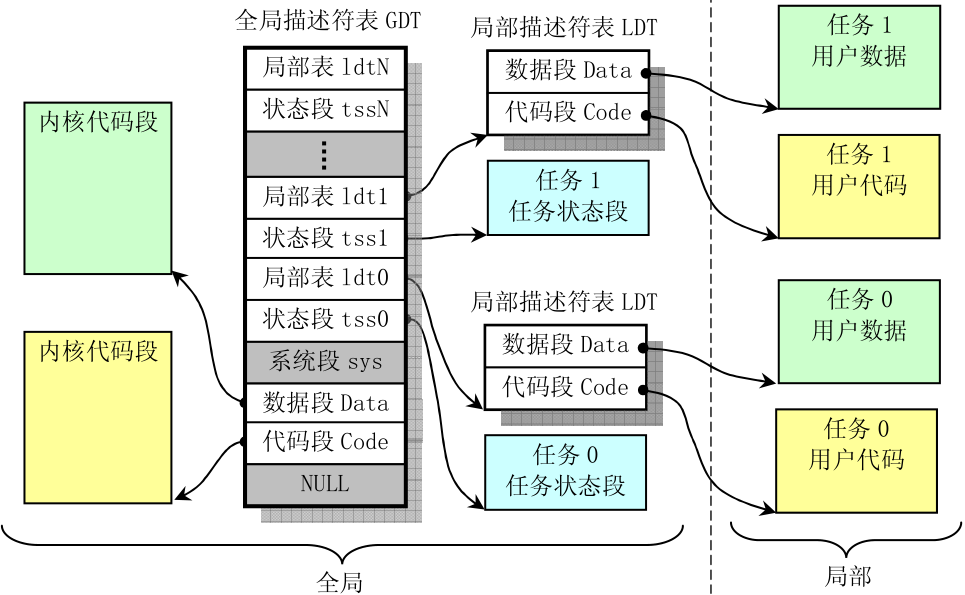 全局描述符表 GDT
局部表 ldtN
状态段 tssN
局部表 ldt1
状态段 tss1
局部表 ldt0
状态段 tss0
系统段 sys
数据段 Data
代码段 Code
NULL
内核代码段
内核代码段
局部描述符表 LDT
数据段 Data
代码段 Code
任务 1
任务状态段
局部描述符表 LDT
数据段 Data
代码段 Code
任务 0
任务状态段
任务 1
用户数据
任务 1
用户代码
任务 0
用户数据
任务 0
用户代码
全局
局部